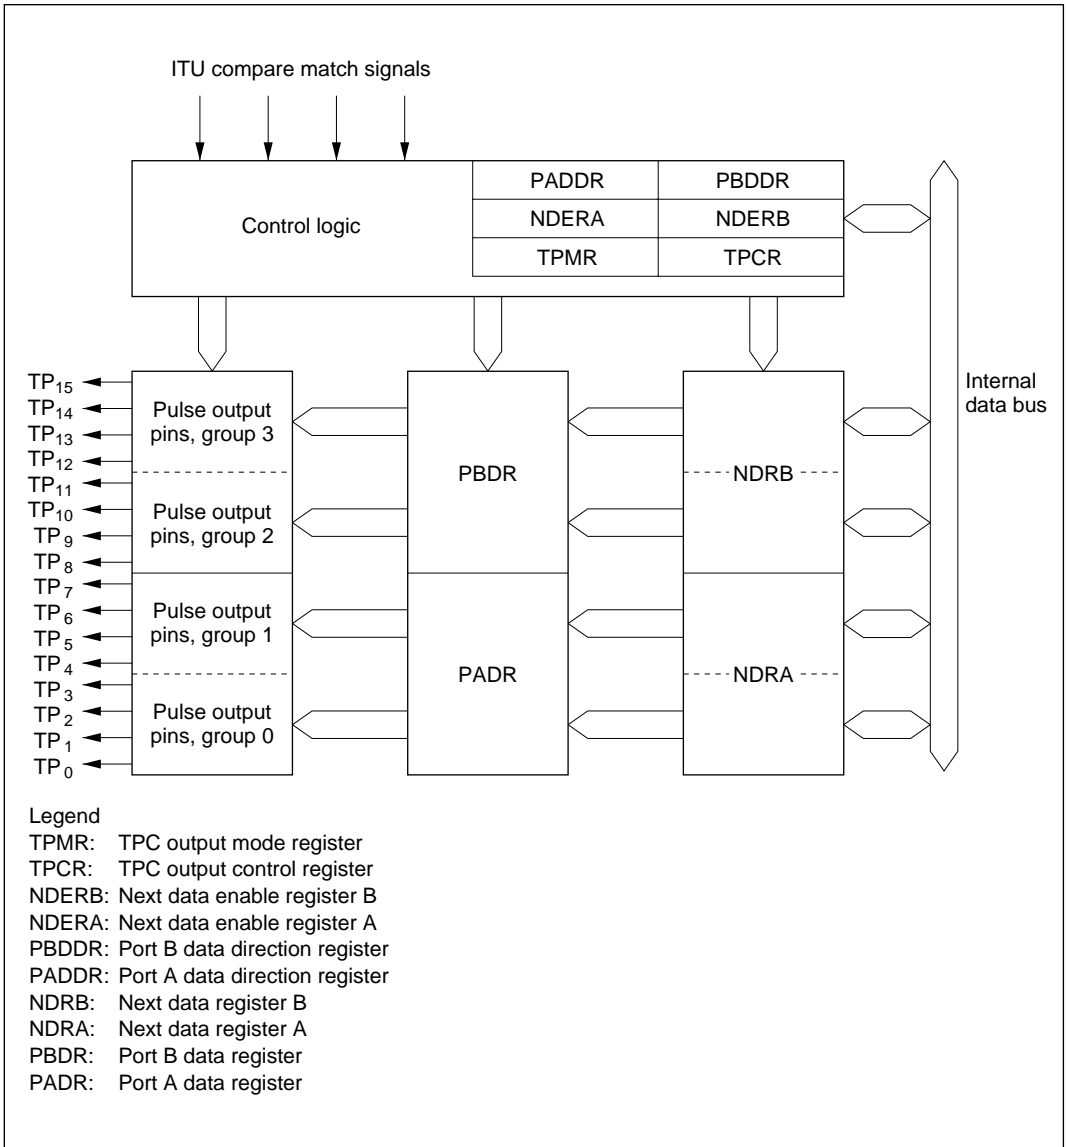 ITU compare match signals
PADDR PBDDR
Control logic NDERA NDERB
TPMR TPCR
Internal
data bus
TP15
TP14
TP13
TP12
TP11
TP10
TP9
TP8
TP7
TP6
TP5
TP4
TP3
TP2
TP1
TP0
Pulse output
pins, group 3
Pulse output
pins, group 2
Pulse output
pins, group 1
Pulse output
pins, group 0
PBDR
PADR
NDRB
NDRA
Legend
TPMR: TPC output mode register
TPCR: TPC output control register
NDERB: Next data enable register B
NDERA: Next data enable register A
PBDDR: Port B data direction register
PADDR: Port A data direction register
NDRB: Next data register B
NDRA: Next data register A
PBDR: Port B data register
PADR: Port A data register